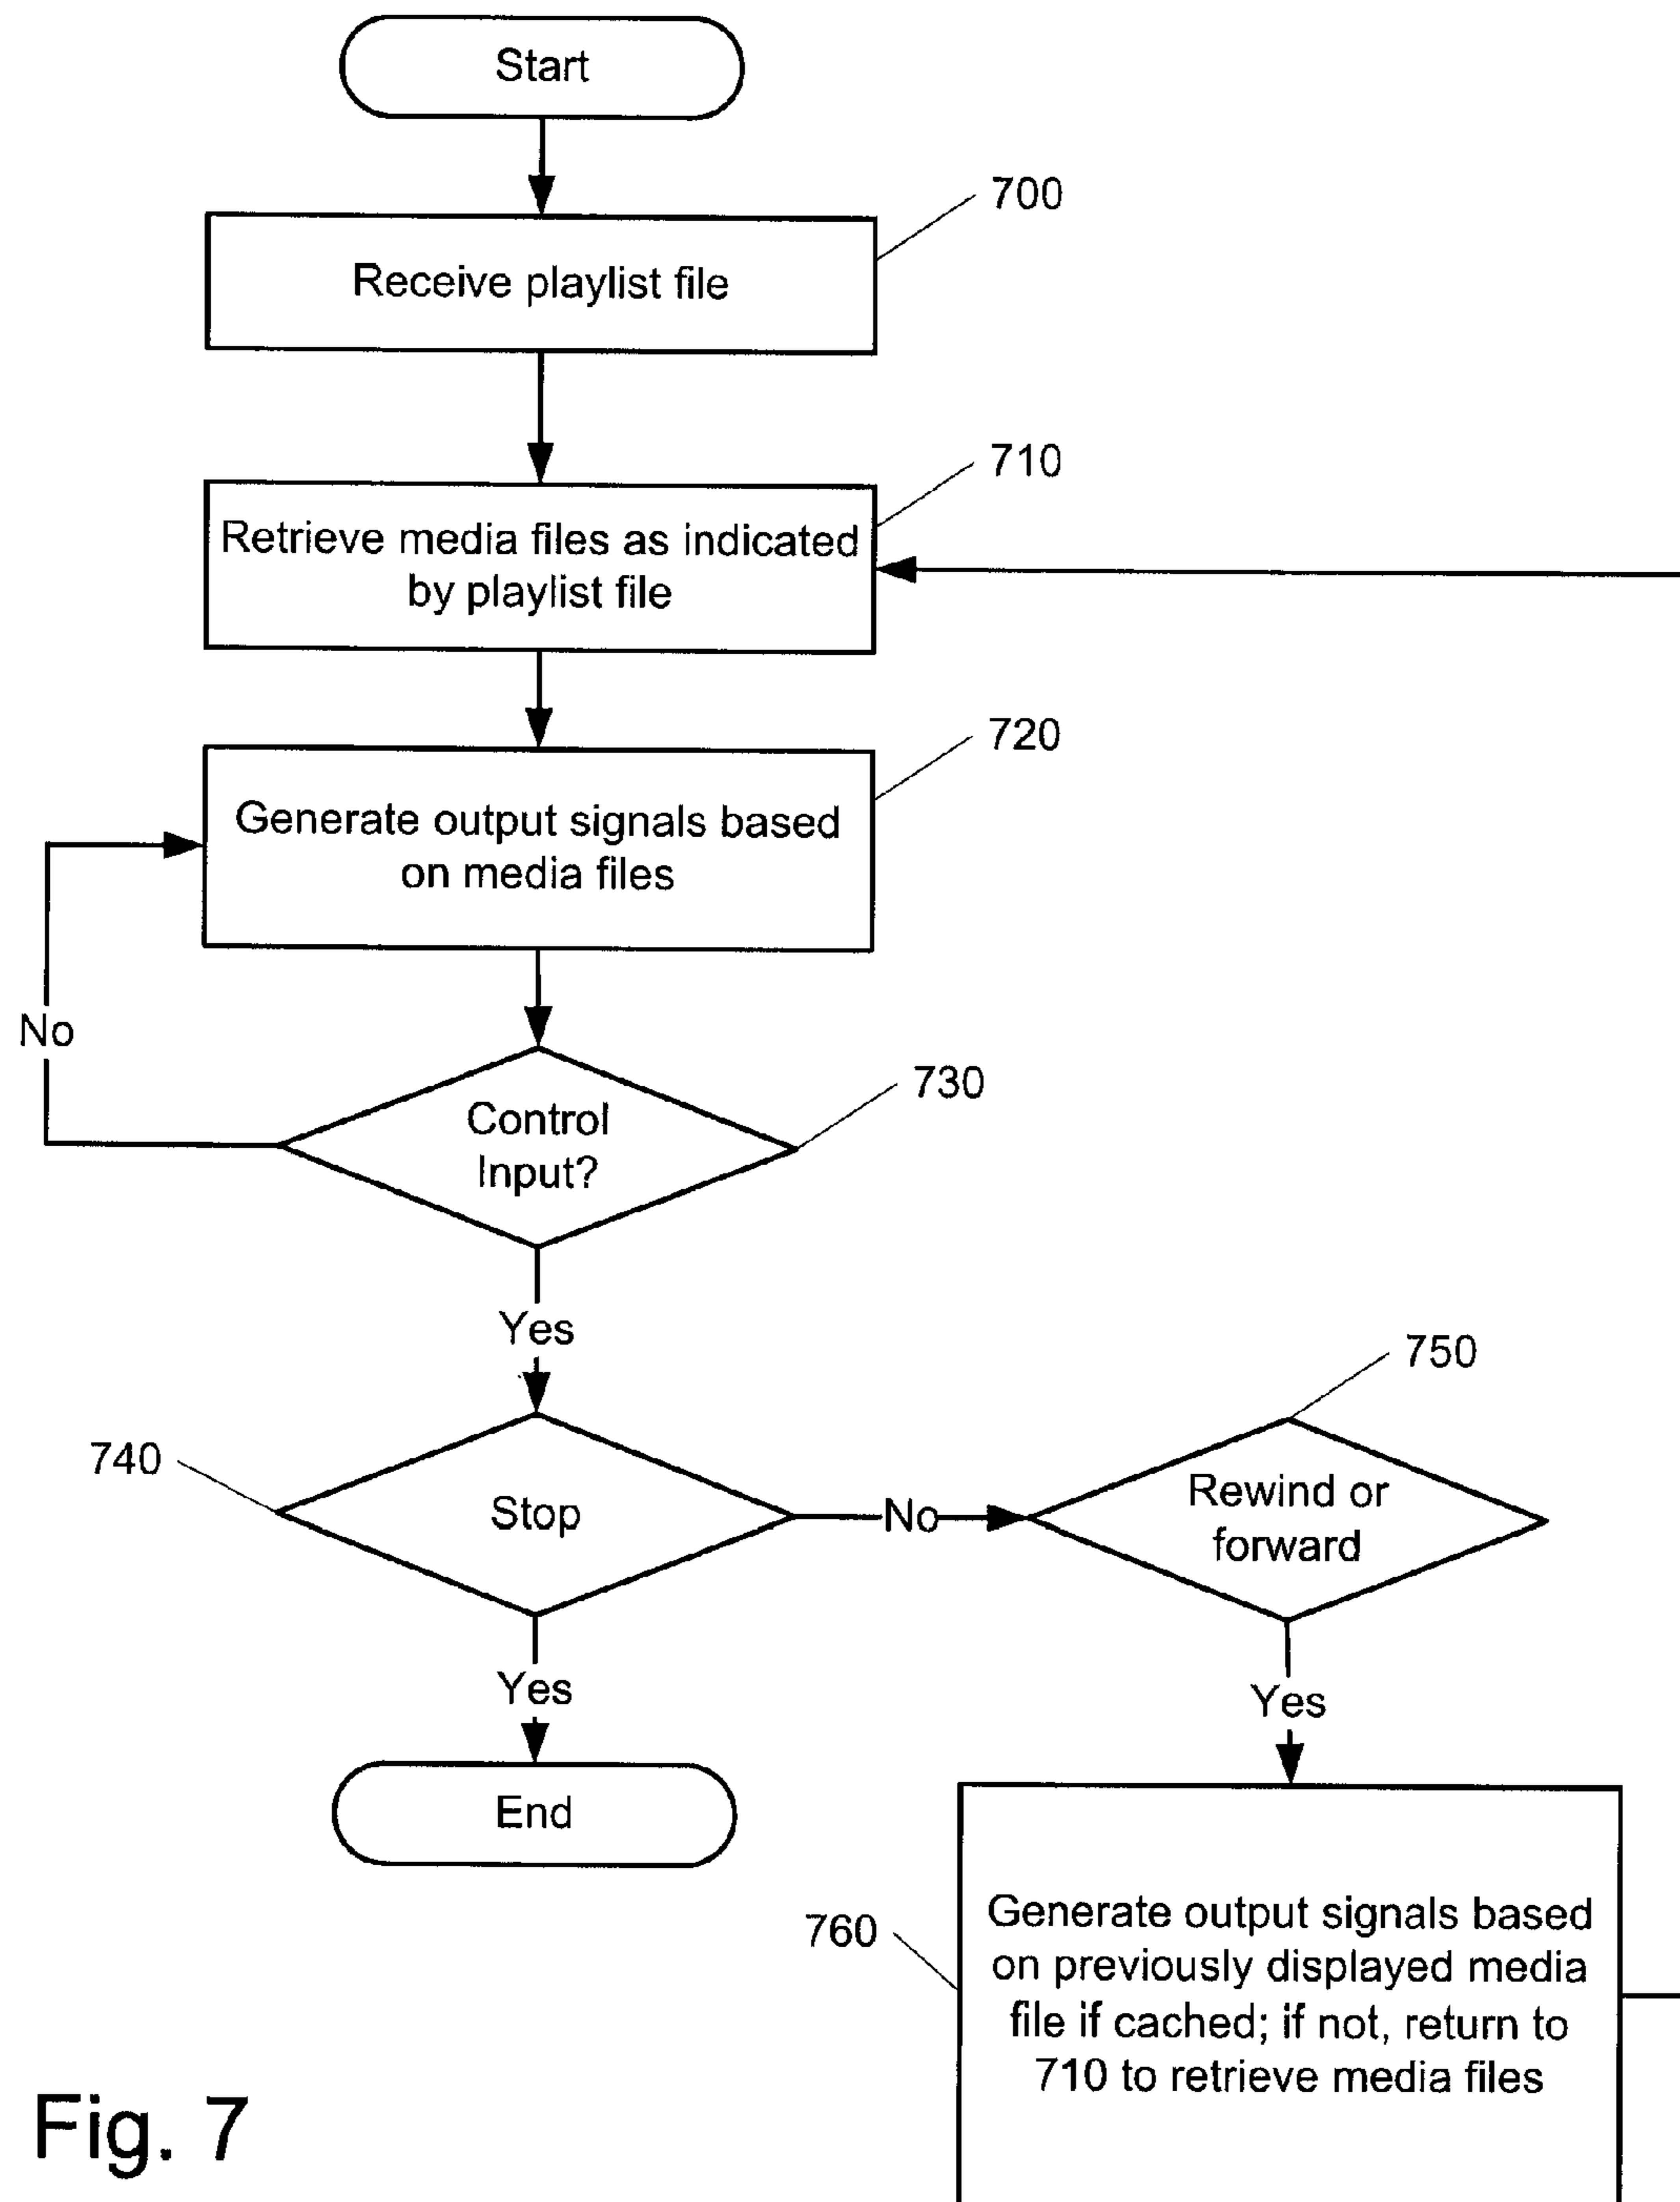 Start
700
Receive playlist file
710
Retrieve media files as indicated
by playlist file
720
Generate output signals based
on media files
No
730
Control
Input?
Yes
750
740
Stop
No
Rewind or
forward
Yes
Yes
End
760
Generate output signals based
on previously displayed media
file if cached; if not, return to
710 to retrieve media files
Fig. 7